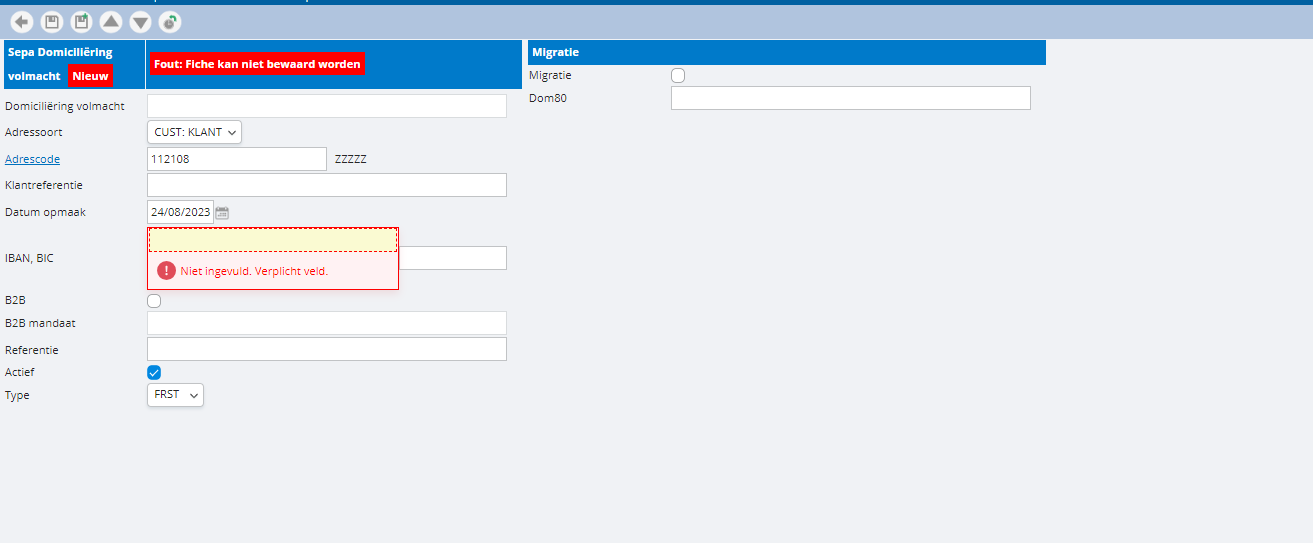 Sepa Domiciliëring
volmacht Nieuw
Fout: Fiche kan niet bewaard worden
Domiciliëring volmacht
Adressoort CUST: KLANT
Adrescode 112108 ZZZZZ
Klantreferentie
Datum opmaak 24/08/2023
IBAN, BIC
Niet ingevuld. Verplicht veld.
B2B
B2B mandaat
Referentie
Actief
Type FRST
Migratie
Migratie
Dom80